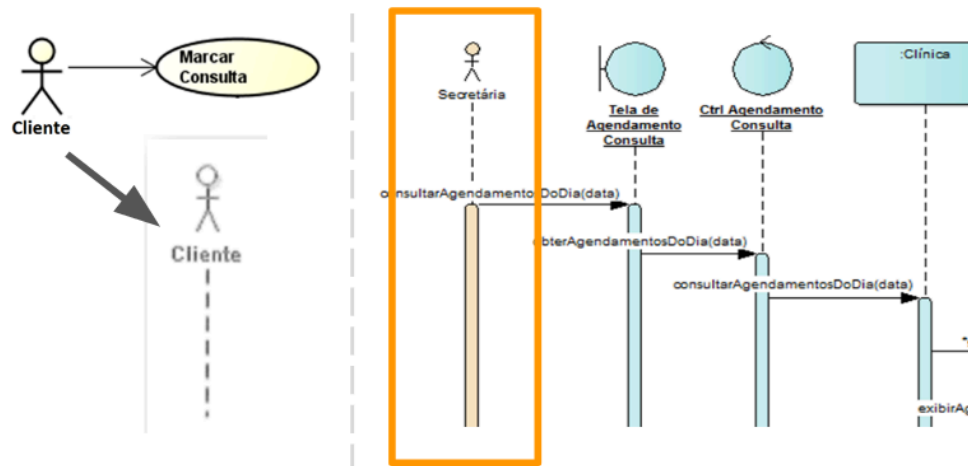 Marcar
Consulta
Cliente
Cliente
Secretária
Tela de
Agendamento
Consulta
Ctrl Agendamento
Consulta
:Clínica
consultarAgendamentosDoDia(data)
obterAgendamentosDoDia(data)
consultarAgendamentosDoDia(data)
exibirAg